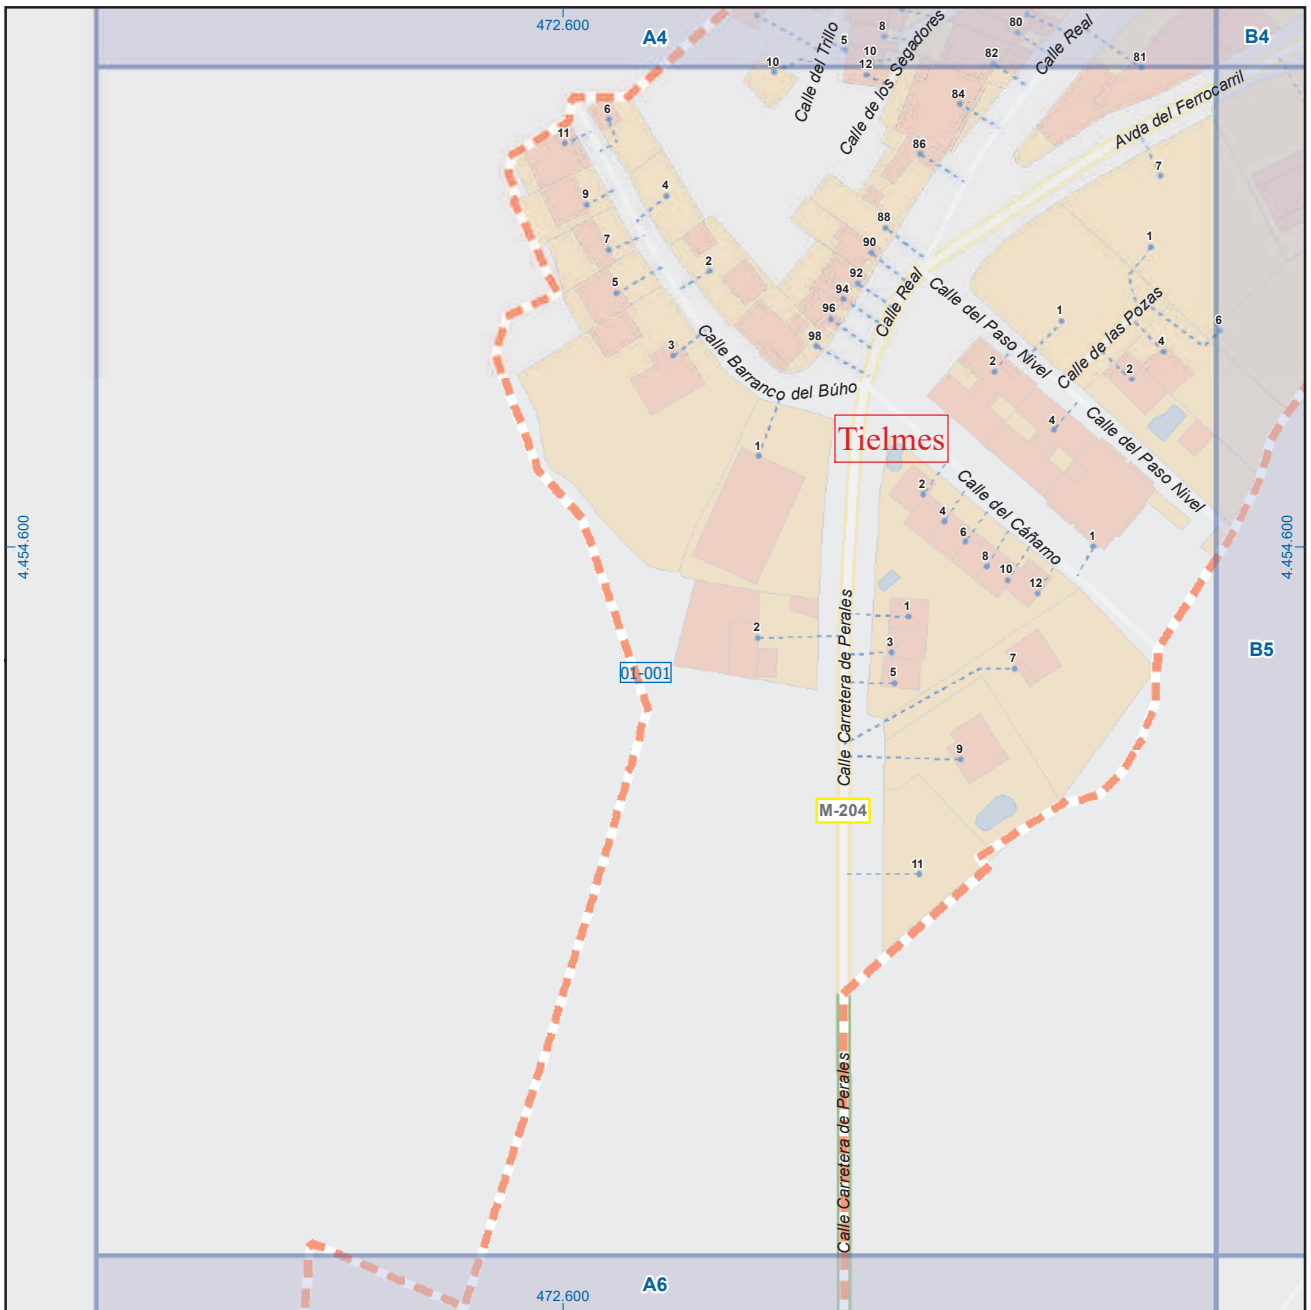 472.600
A4
B4
Calle del Trillo
5
8
10
12
10
Calle de los Segadores
80
82
Calle Real
81
84
Avda del Ferrocarril
86
7
6
11
4
9
7
2
5
3
88
90
92
94
96
98
Calle Real
1
Calle del Paso Nivel
1
Calle de las Pozas
6
4
2
2
4
Calle del Paso Nivel
Calle Barranco del Búho
Tielmes
1
2
4
6
8
10
12
Calle del Cáñamo
1
4.454.600
4.454.600
2
1
3
5
7
Calle Carretera de Perales
01-001
B5
9
M-204
11
Calle Carretera de Perales
A6
472.600